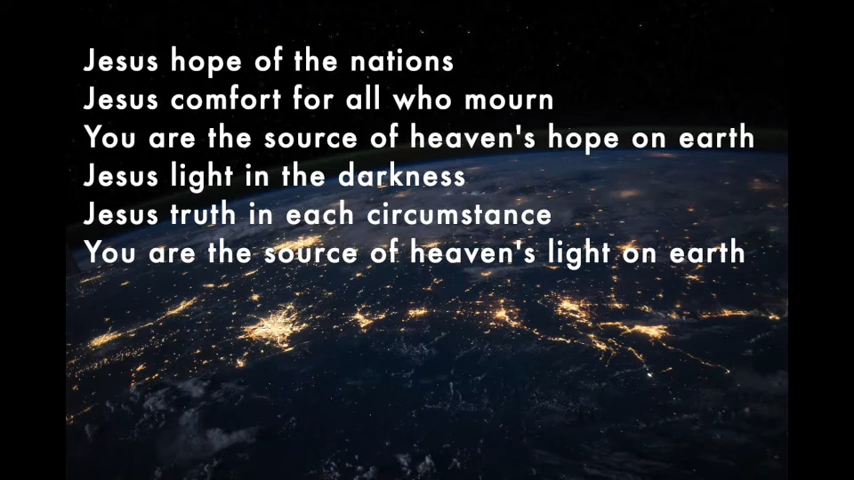 Jesus hope of the nations
Jesus comfort for all who mourn
You are the source of heaven's hope on earth
Jesus light in the darkness
Jesus truth in each circumstance
You are the source of heaven's light on earth